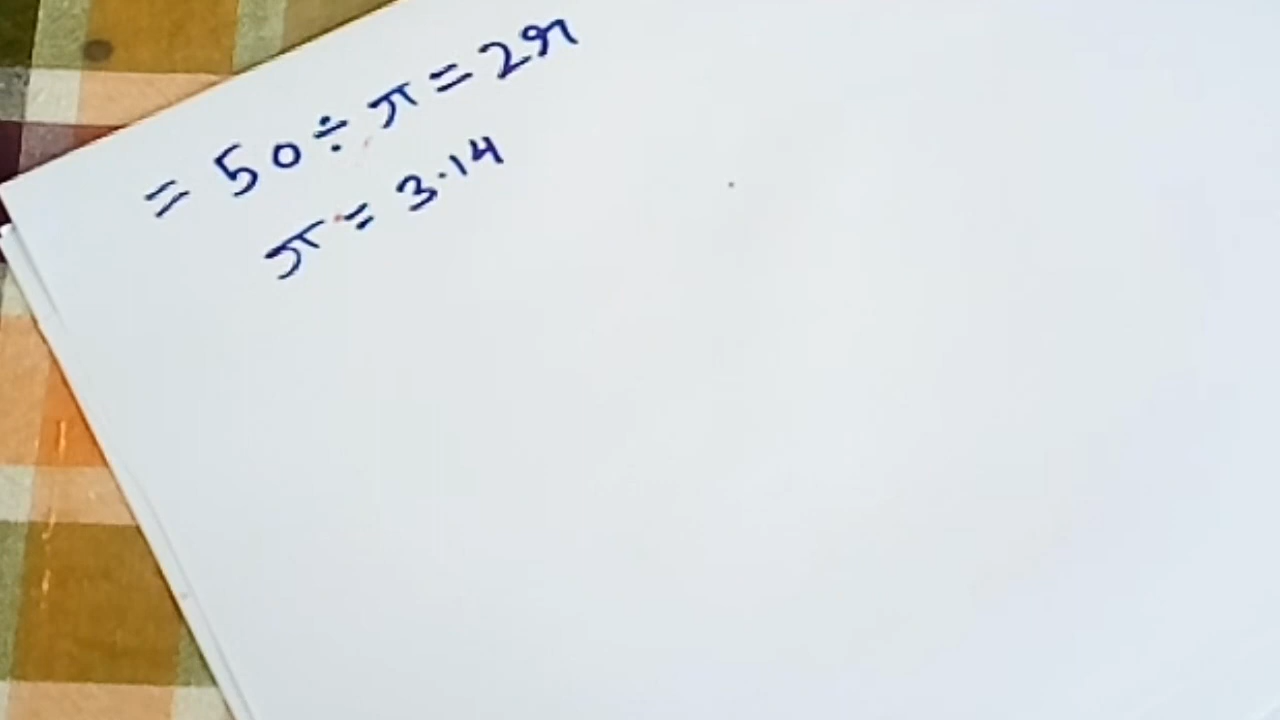 = 50 ÷ π = 2r
π = 3.14